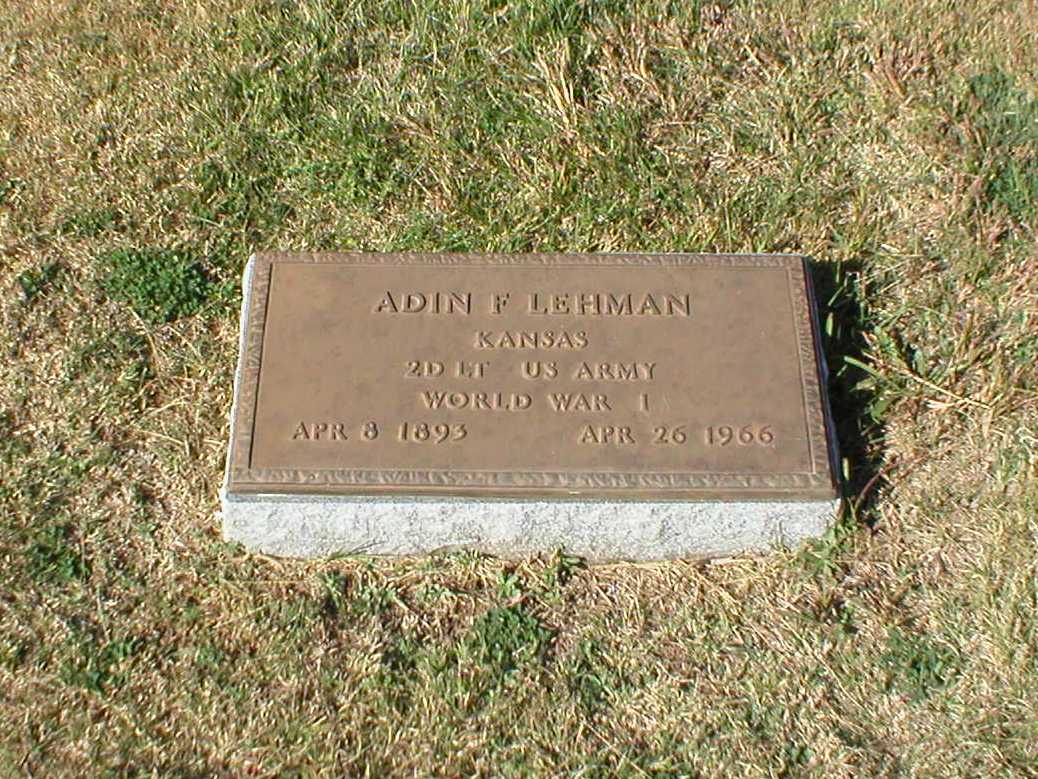 ADIN F LEHMAN
KANSAS
2D LT US ARMY
WORLD WAR I
APR 8 1893 APR 26 1966